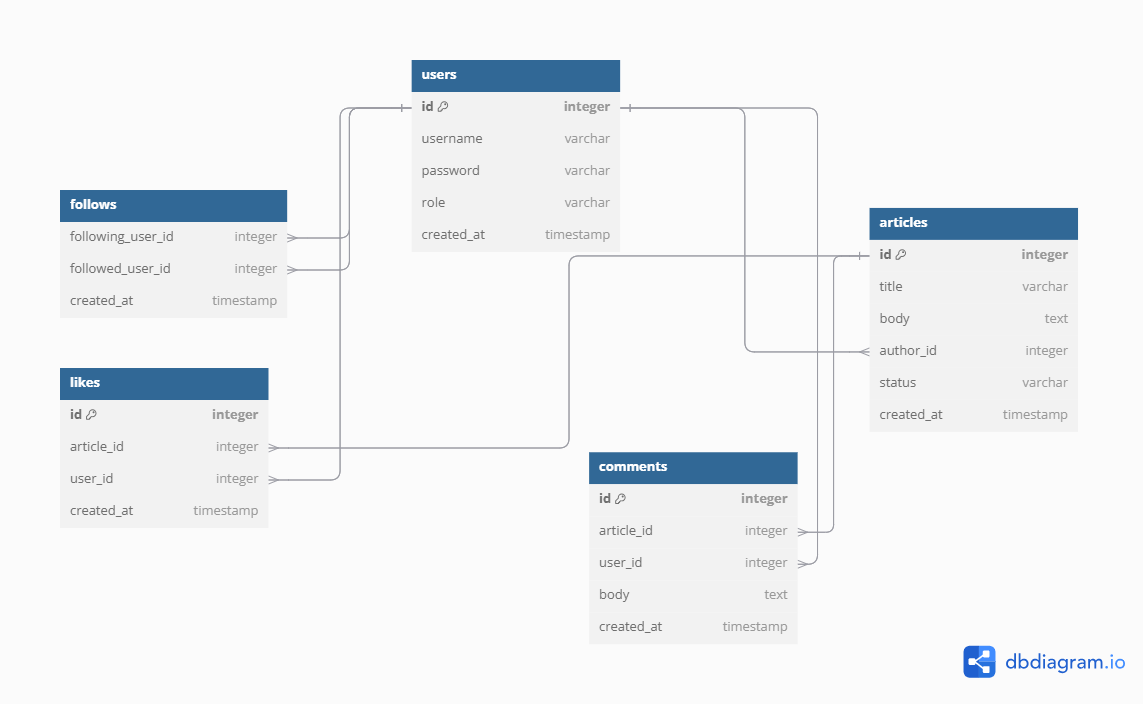 users
id integer
username varchar
password varchar
role varchar
created_at timestamp
follows
following_user_id integer
followed_user_id integer
created_at timestamp
articles
id integer
title varchar
body text
author_id integer
status varchar
created_at timestamp
likes
id integer
article_id integer
user_id integer
created_at timestamp
comments
id integer
article_id integer
user_id integer
body text
created_at timestamp
dbdiagram.io